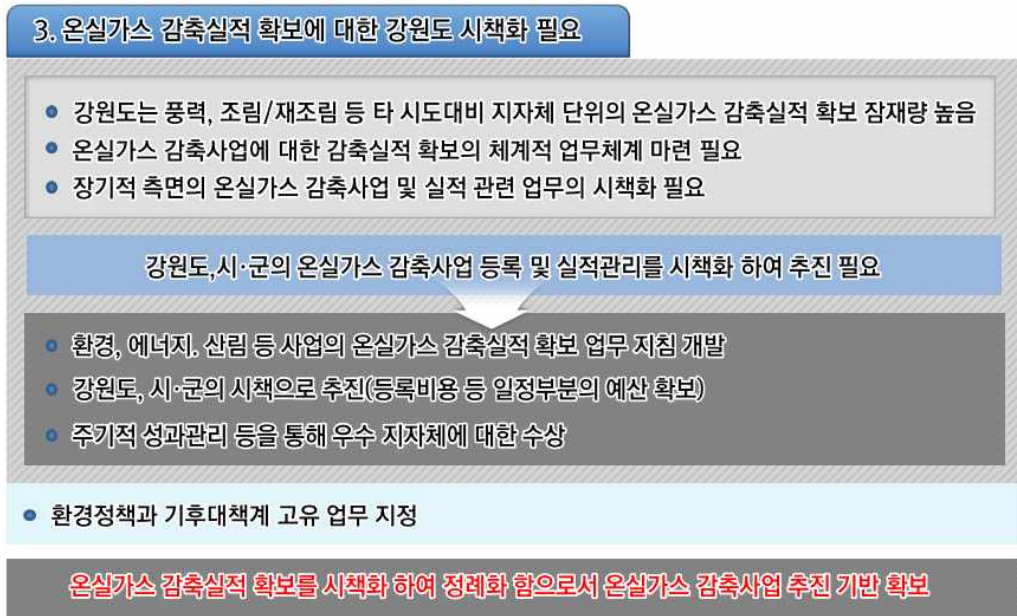 3. 온실가스 감축실적 확보에 대한 강원도 시책화 필요
강원도는 풍력, 조림/재조림 등 타 시도대비 지자체 단위의 온실가스 감축실적 확보 잠재량 높음
온실가스 감축사업에 대한 감축실적 확보의 체계적 업무체계 마련 필요
장기적 측면의 온실가스 감축사업 및 실적 관련 업무의 시책화 필요
강원도,시·군의 온실가스 감축사업 등록 및 실적관리를 시책화 하여 추진 필요
환경, 에너지. 산림 등 사업의 온실가스 감축실적 확보 업무 지침 개발
강원도, 시·군의 시책으로 추진(등록비용 등 일정부분의 예산 확보)
주기적 성과관리 등을 통해 우수 지자체에 대한 수상
환경정책과 기후대책계 고유 업무 지정
온실가스 감축실적 확보를 시책화 하여 정례화 함으로서 온실가스 감축사업 추진 기반 확보